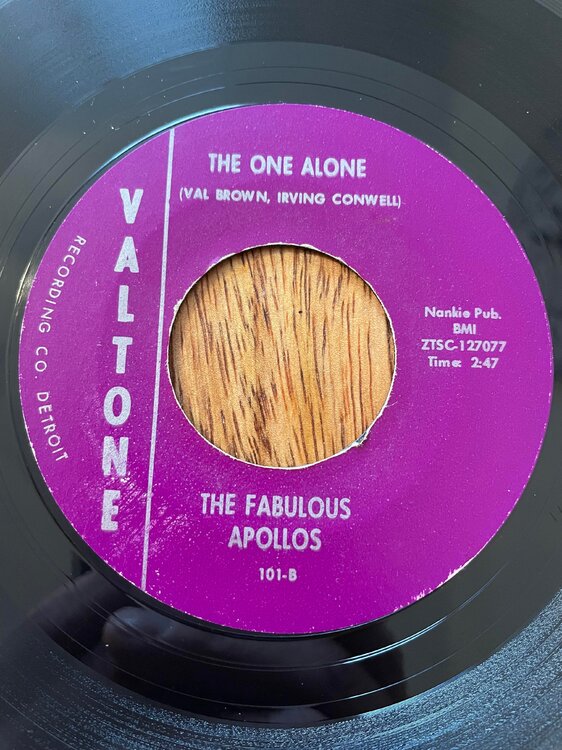 THE ONE ALONE
(VAL BROWN, IRVING CONWELL)
VALTONE
RECORDING CO. DETROIT
Nankie Pub.
BMI
ZTSC-127077
Time: 2:47
THE FABULOUS
APOLLOS
101-B